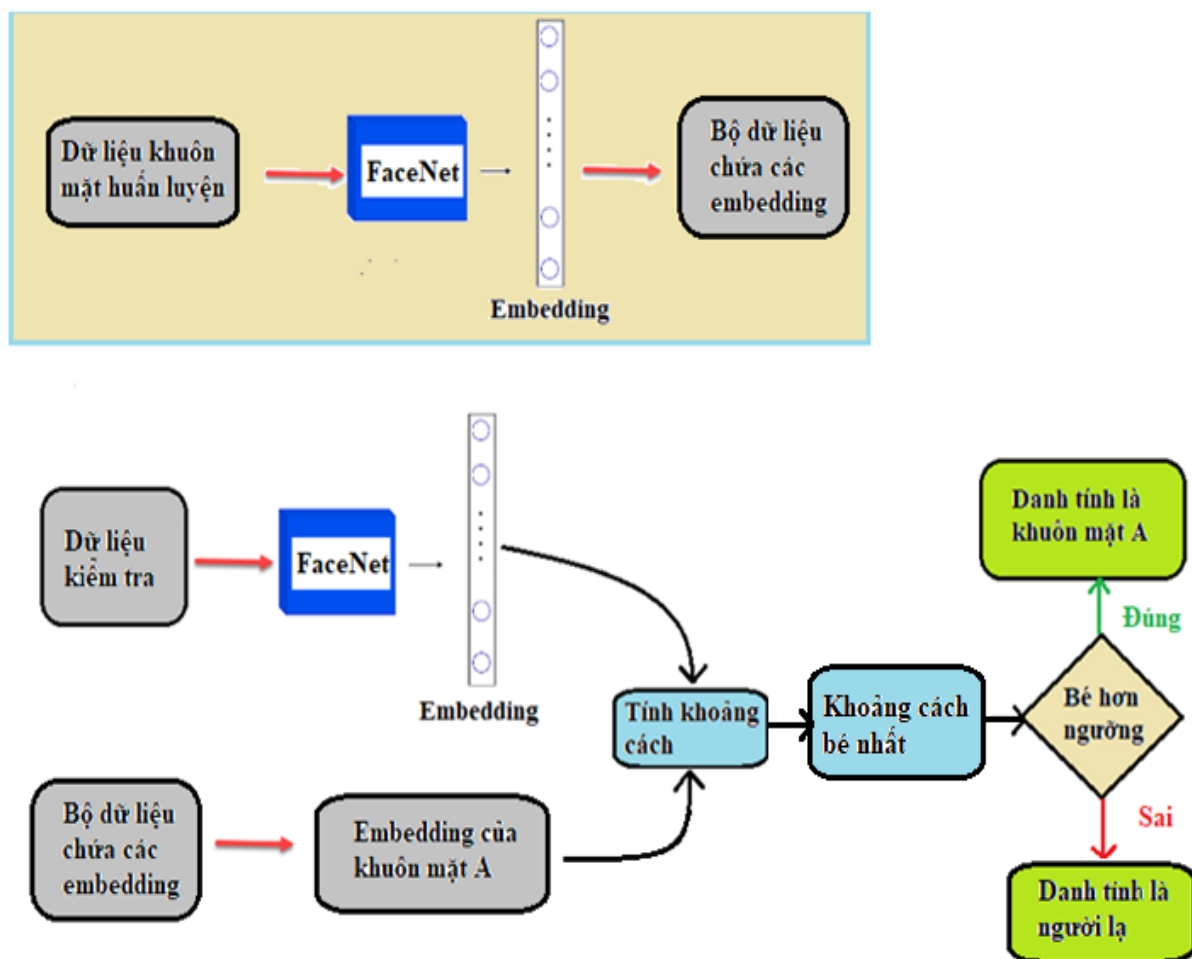 Dữ liệu khuôn
mặt huấn luyện
FaceNet
Embedding
Bộ dữ liệu
chứa các
embedding
Dữ liệu
kiểm tra
FaceNet
Embedding
Bộ dữ liệu
chứa các
embedding
Embedding của
khuôn mặt A
Tính khoảng
cách
Khoảng cách
bé nhất
Bé hơn
ngưỡng
Đúng
Danh tính là
khuôn mặt A
Sai
Danh tính là
người lạ